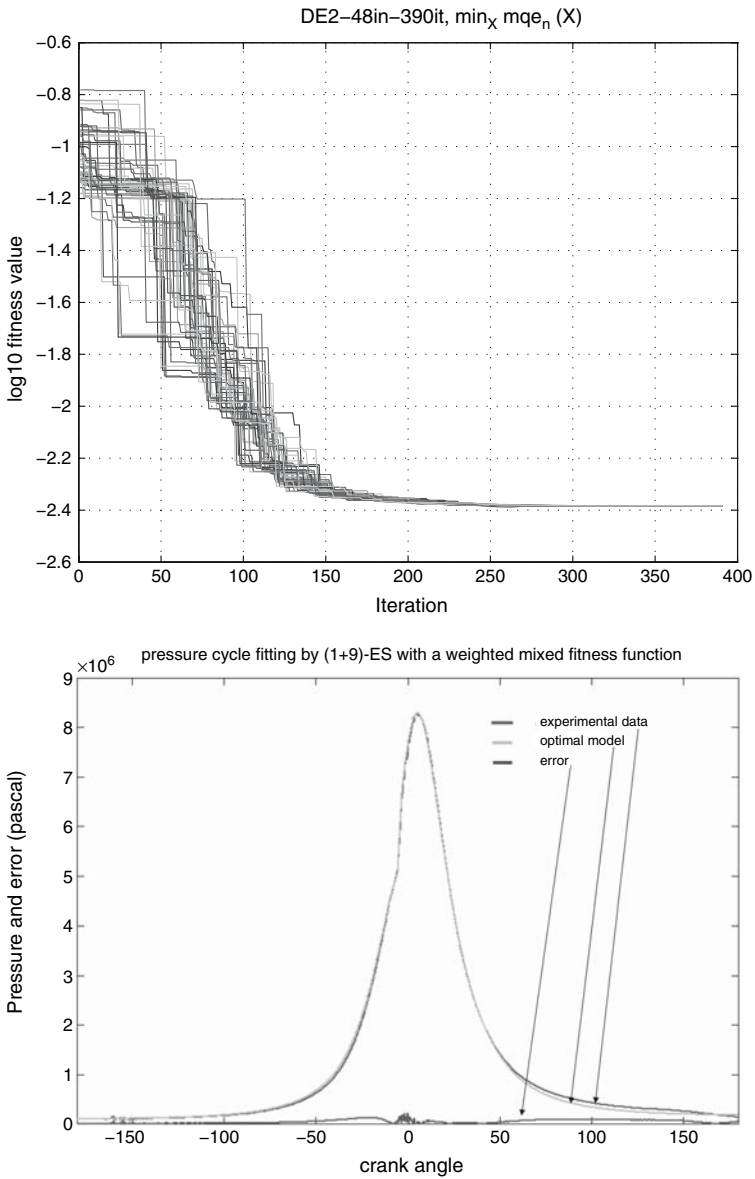 DE2−48in−390it, minX mqen (X)
log10 fitness value
−0.6
−0.8
−1
−1.2
−1.4
−1.6
−1.8
−2
−2.2
−2.4
−2.6
0 50 100 150 200 250 300 350 400
Iteration
pressure cycle fitting by (1+9)-ES with a weighted mixed fitness function
×10^6
Pressure and error (pascal)
9
8
7
6
5
4
3
2
1
0
experimental data
optimal model
error
−150 −100 −50 0 50 100 150
crank angle